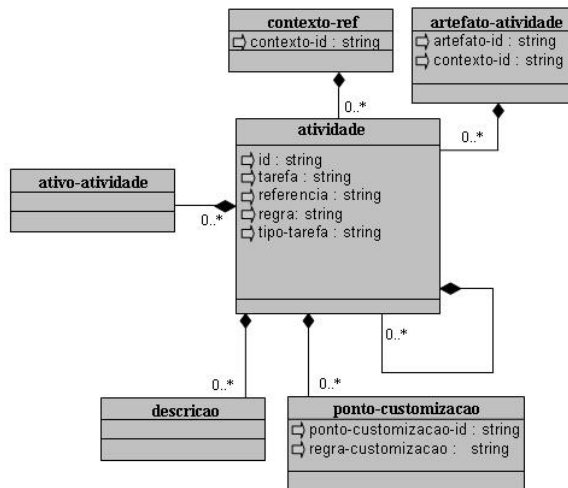 contexto-ref
contexto-id : string
artefato-atividade
artefato-id : string
contexto-id : string
0..*
0..*
atividade
id : string
tarefa : string
referencia : string
regra: string
tipo-tarefa : string
ativo-atividade
0..*
0..*
0..*
0..*
descricao
ponto-customizacao
ponto-customizacao-id : string
regra-customizacao : string